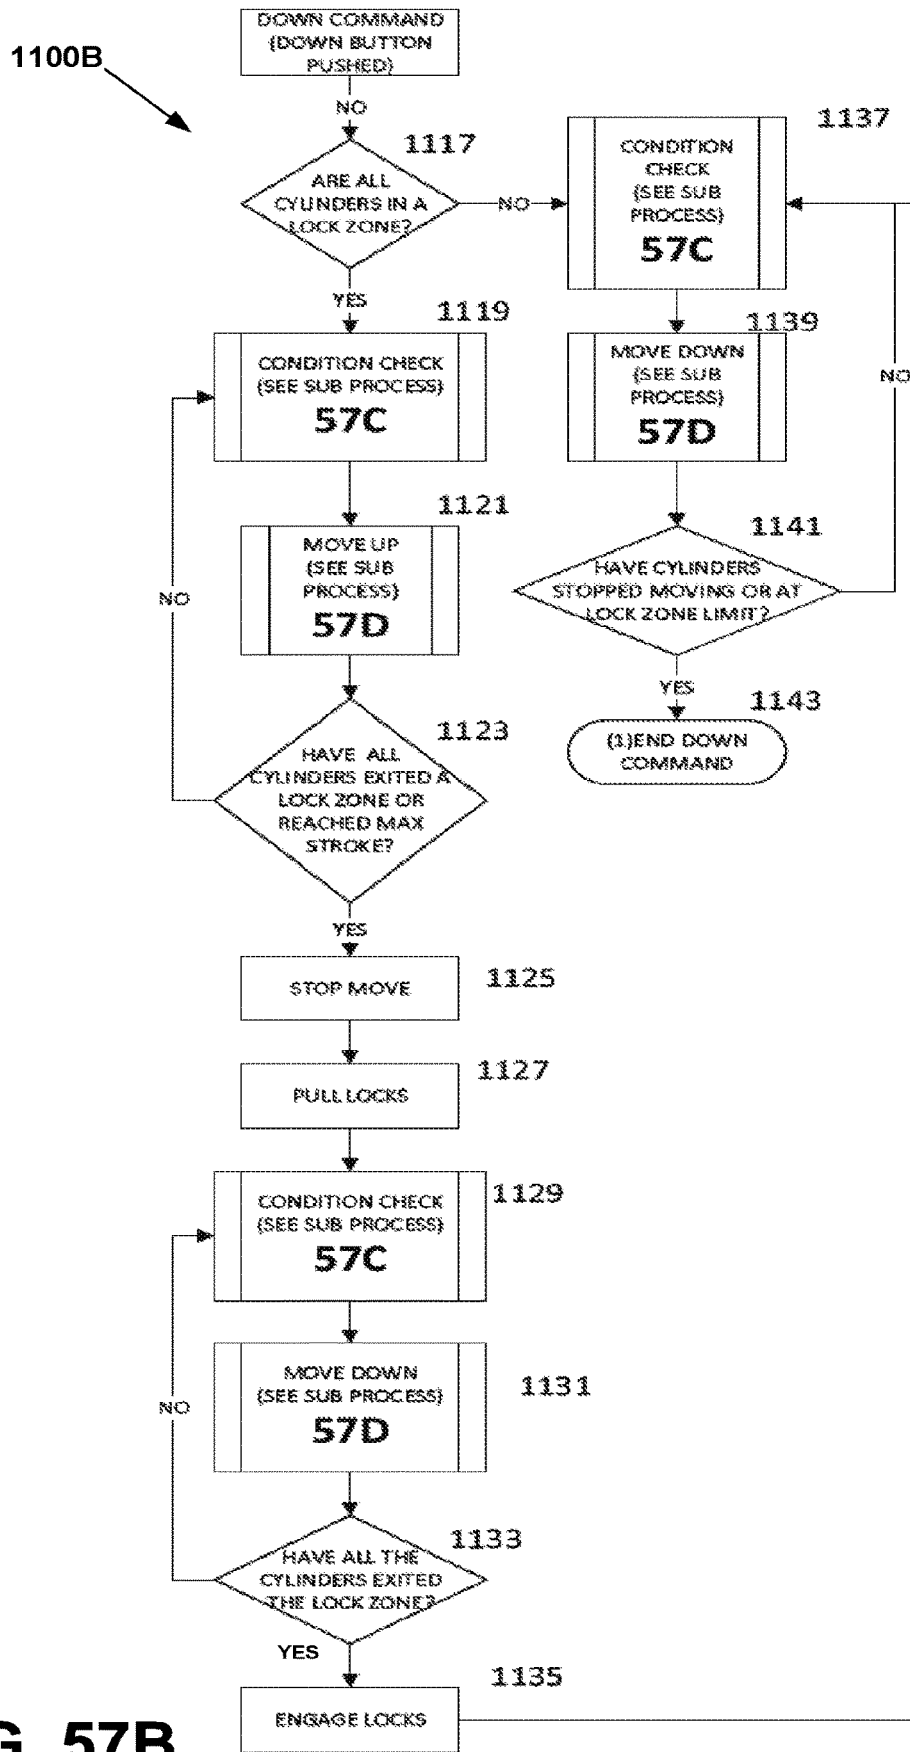 DOWN COMMAND
(DOWN BUTTON
PUSHED)
1100B
NO
1117
ARE ALL
CYLINDERS IN A
LOCK ZONE?
NO
1137
CONDITION
CHECK
(SEE SUB
PROCESS)
57C
YES
1119
CONDITION CHECK
(SEE SUB PROCESS)
57C
1139
MOVE DOWN
(SEE SUB
PROCESS)
57D
NO
1121
MOVE UP
(SEE SUB
PROCESS)
57D
NO
1141
HAVE CYLINDERS
STOPPED MOVING OR AT
LOCK ZONE LIMIT?
YES
1143
(1)END DOWN
COMMAND
1123
HAVE ALL
CYLINDERS EXITED A
LOCK ZONE OR
REACHED MAX
STROKE?
YES
STOP MOVE
1125
PULL LOCKS
1127
CONDITION CHECK
(SEE SUB PROCESS)
57C
1129
MOVE DOWN
(SEE SUB PROCESS)
57D
1131
NO
1133
HAVE ALL THE
CYLINDERS EXITED
THE LOCK ZONE?
YES
1135
ENGAGE LOCKS
G. 57B